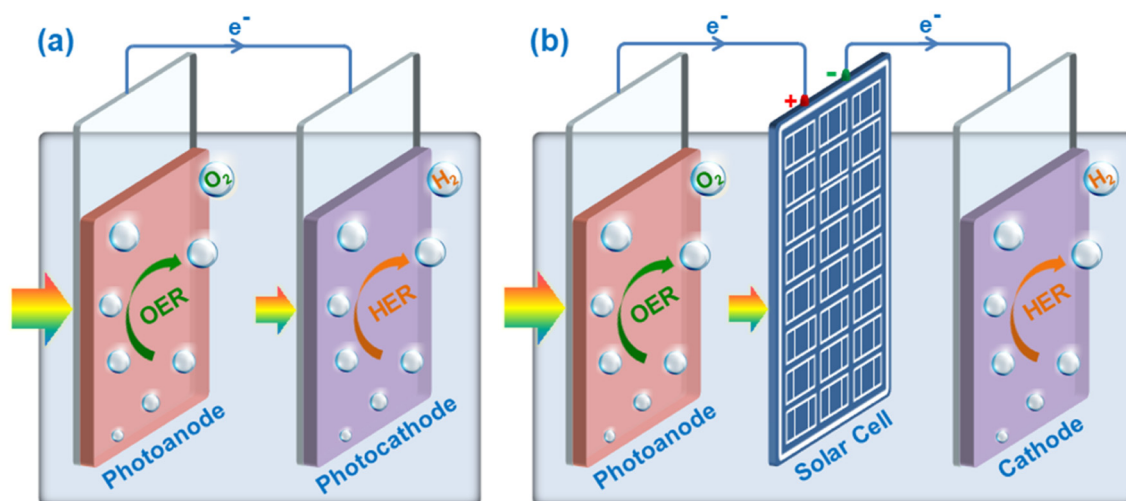 (a)
e⁻
O₂
H₂
OER
HER
Photoanode
Photocathode
(b)
e⁻
e⁻
+
-
O₂
H₂
OER
HER
Photoanode
Solar Cell
Cathode